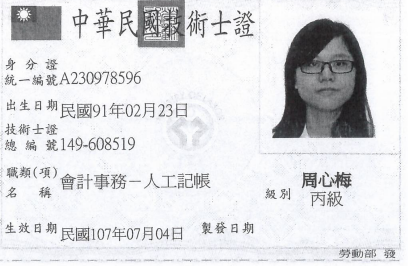 中華民國技術士證
身分證
統一編號A230978596
出生日期民國91年02月23日
技術士證
總編號149-608519
職類(項)
名稱 會計事務－人工記帳
周心梅
級別 丙級
生效日期民國107年07月04日 製發日期
勞動部 發